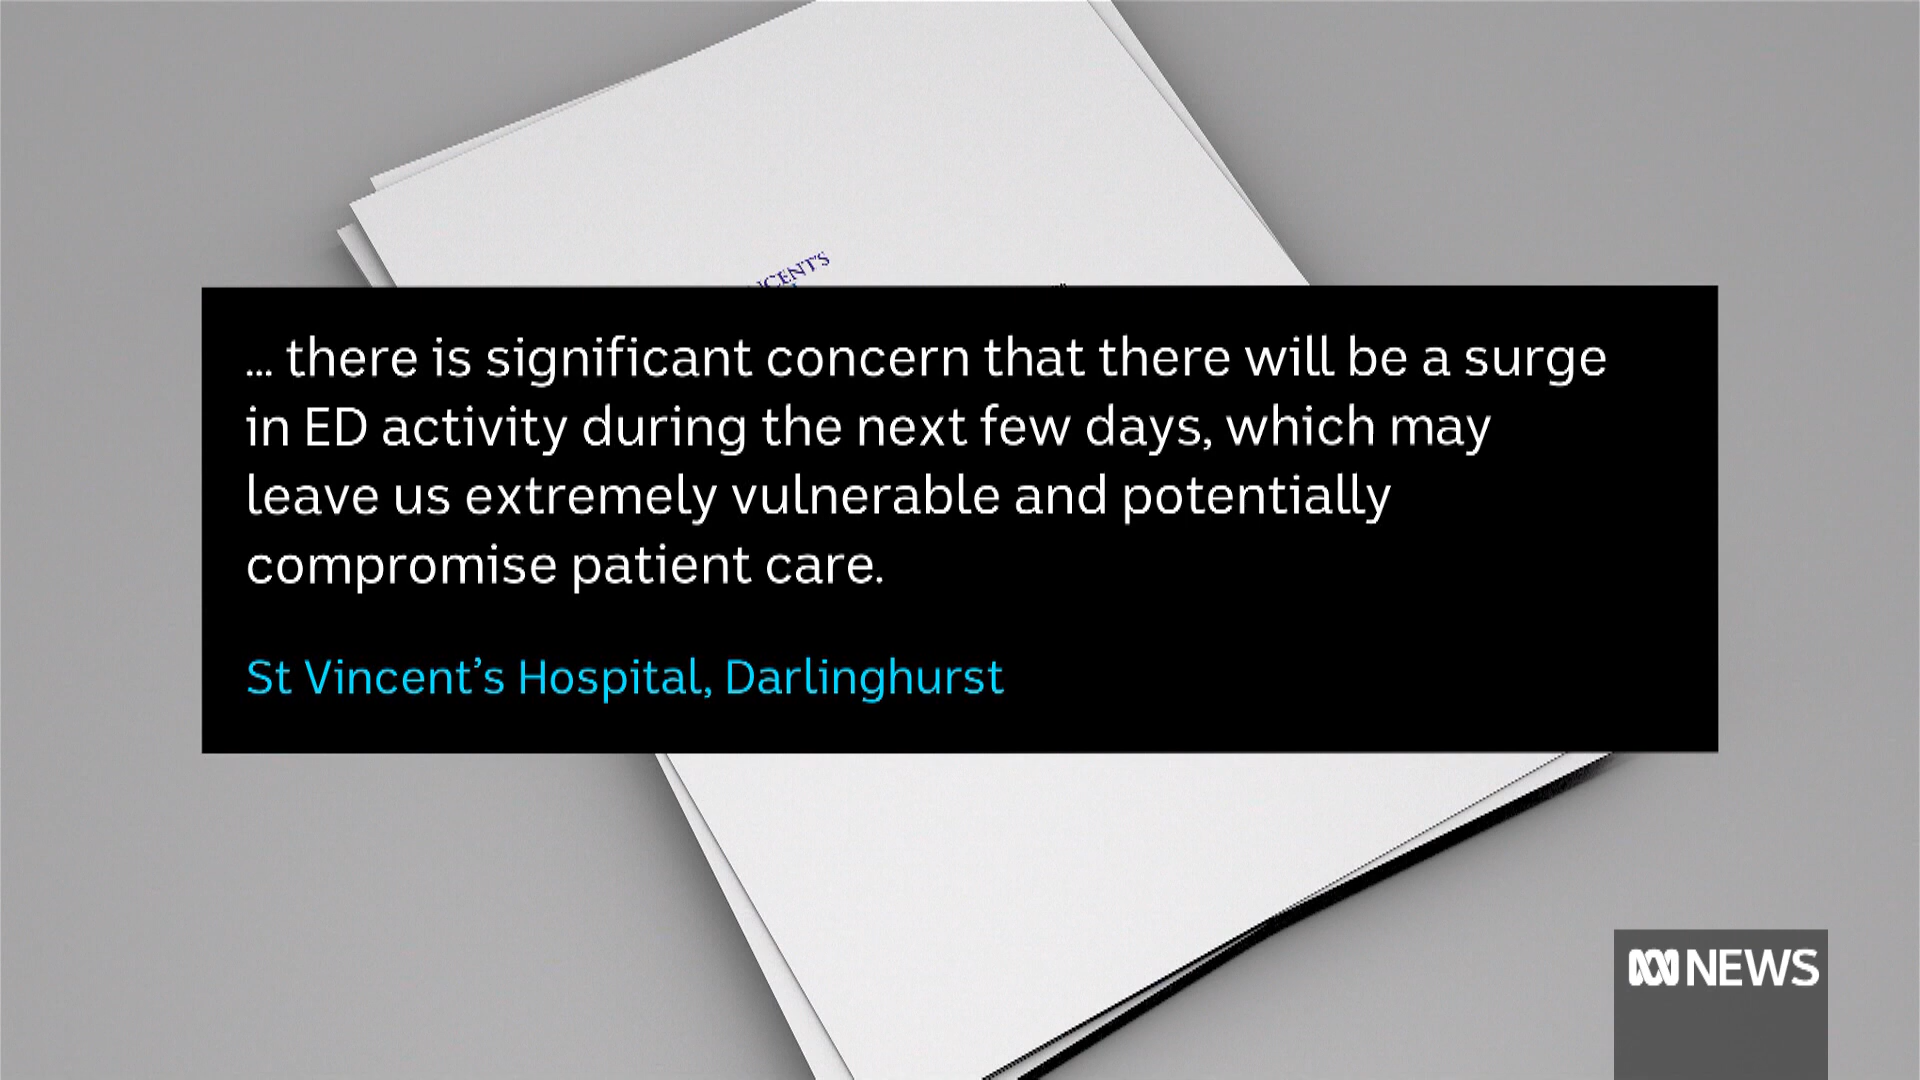 NCENT'S
... there is significant concern that there will be a surge
in ED activity during the next few days, which may
leave us extremely vulnerable and potentially
compromise patient care.
St Vincent’s Hospital, Darlinghurst
NEWS